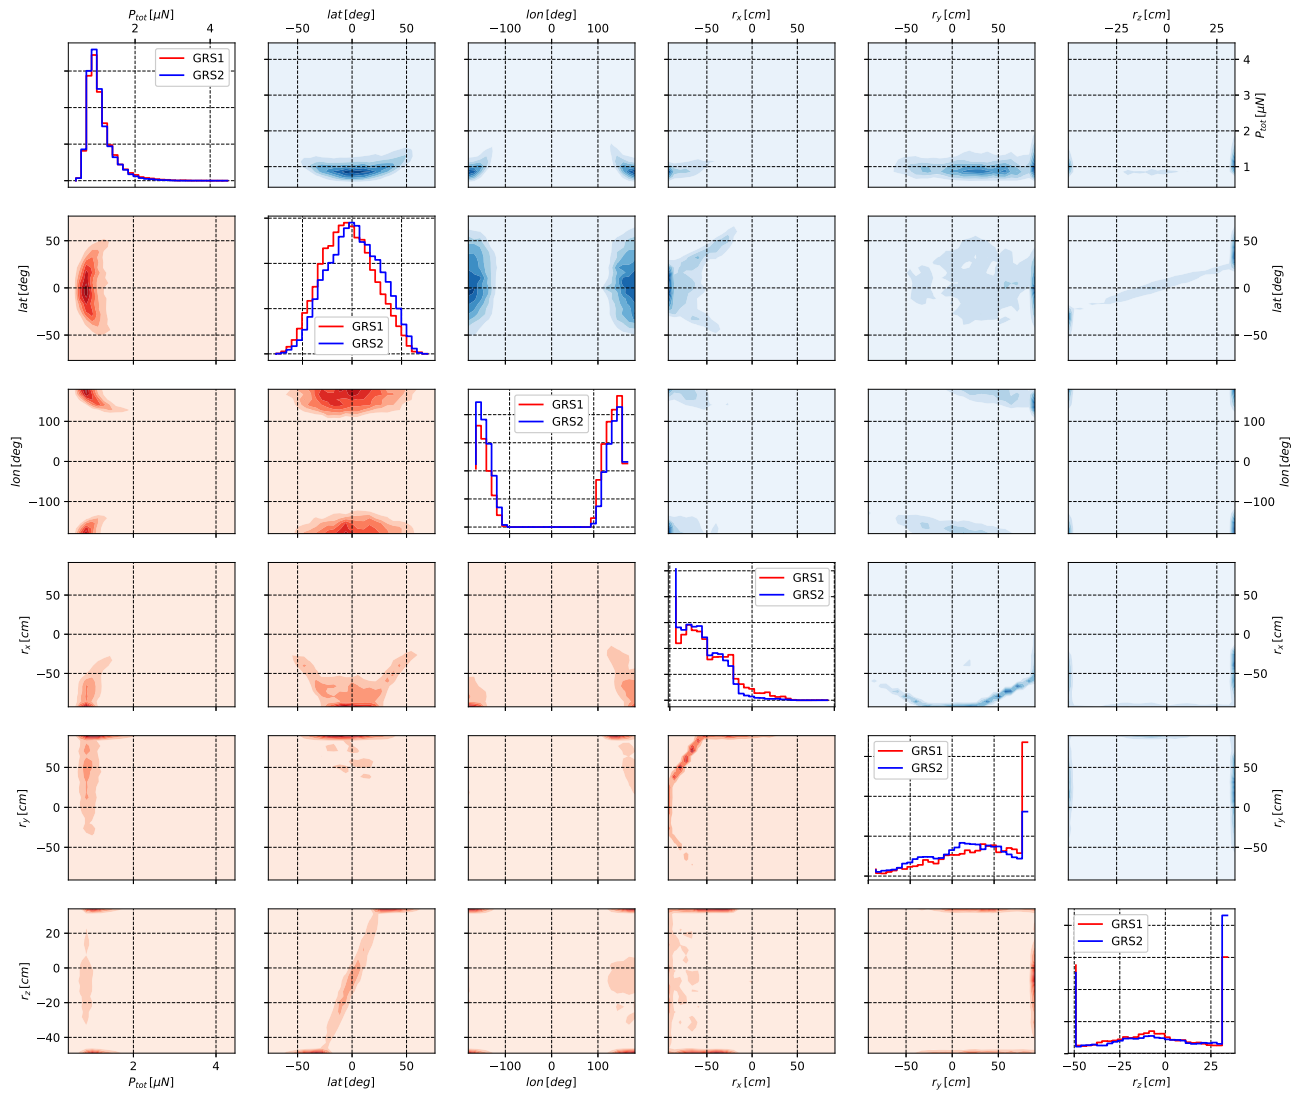 P_tot [μN] lat [deg] lon [deg] r_x [cm] r_y [cm] r_z [cm]
2 4 −50 0 50 −100 0 100 −50 0 50 −50 0 50 −25 0 25
GRS1
GRS2
4
3
2
1
P_tot [μN]
50
0
−50
lat [deg]
GRS1
GRS2
50
0
−50
lat [deg]
100
0
−100
lon [deg]
GRS1
GRS2
100
0
−100
lon [deg]
50
0
−50
r_x [cm]
GRS1
GRS2
50
0
−50
r_x [cm]
50
0
−50
r_y [cm]
GRS1
GRS2
50
0
−50
r_y [cm]
20
0
−20
−40
r_z [cm]
GRS1
GRS2
2 4 −50 0 50 −100 0 100 −50 0 50 −50 0 50 −50 −25 0 25
P_tot [μN] lat [deg] lon [deg] r_x [cm] r_y [cm] r_z [cm]